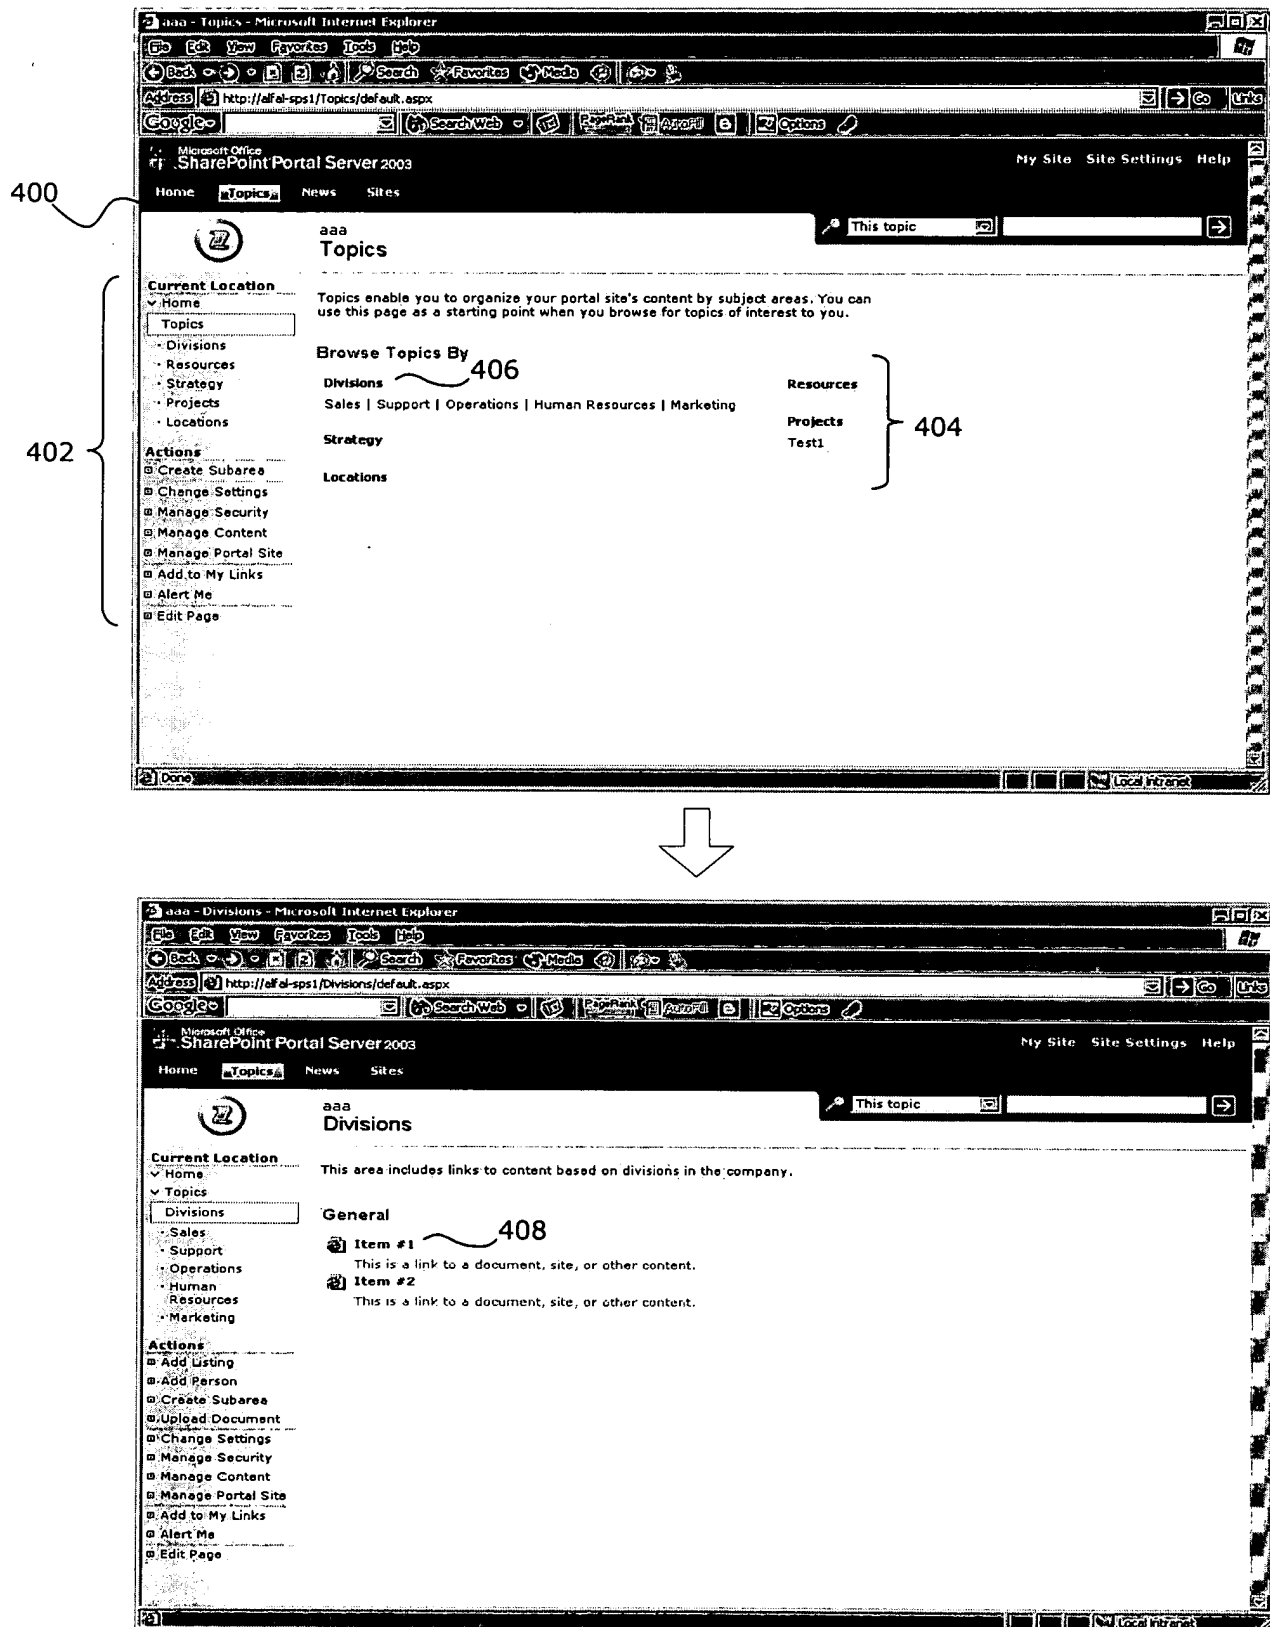 aaa - Topics - Microsoft Internet Explorer
File Edit View Favorites Tools Help
Back Search Favorites Media
Address http://alfal-sps1/Topics/default.aspx Go Links
Google Search Web PageRank AutoFill Options
Microsoft Office
SharePoint Portal Server 2003
My Site Site Settings Help
Home Topics News Sites
400
aaa
This topic
Topics
Current Location
Home
Topics
Divisions
Resources
Strategy
Projects
Locations
Actions
Create Subarea
Change Settings
Manage Security
Manage Content
Manage Portal Site
Add to My Links
Alert Me
Edit Page
402
Topics enable you to organize your portal site's content by subject areas. You can
use this page as a starting point when you browse for topics of interest to you.
Browse Topics By
406
Divisions
Sales | Support | Operations | Human Resources | Marketing
Strategy
Locations
Resources
Projects
Test1
404
Done Local intranet
aaa - Divisions - Microsoft Internet Explorer
File Edit View Favorites Tools Help
Back Search Favorites Media
Address http://alfal-sps1/Divisions/default.aspx Go Links
Google Search Web PageRank AutoFill Options
Microsoft Office
SharePoint Portal Server 2003
My Site Site Settings Help
Home Topics News Sites
aaa
This topic
Divisions
Current Location
Home
Topics
Divisions
Sales
Support
Operations
Human
Resources
Marketing
Actions
Add Listing
Add Person
Create Subarea
Upload Document
Change Settings
Manage Security
Manage Content
Manage Portal Site
Add to My Links
Alert Me
Edit Page
This area includes links to content based on divisions in the company.
General
408
Item #1
This is a link to a document, site, or other content.
Item #2
This is a link to a document, site, or other content.
Local intranet